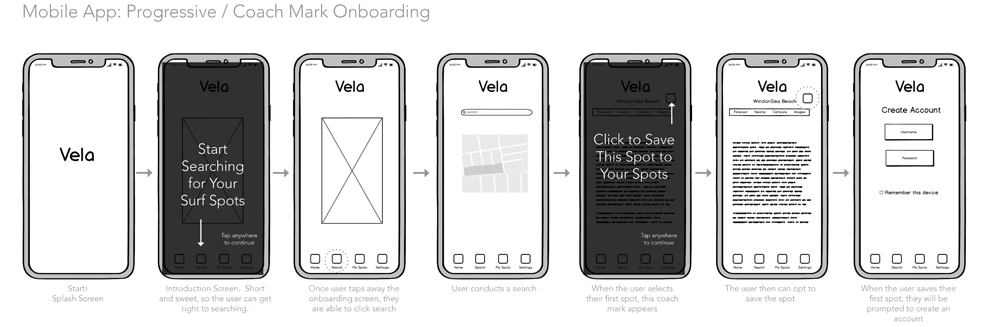 Mobile App: Progressive / Coach Mark Onboarding
Vela
Start!
Splash Screen
Vela
Start
Searching
for Your
Surf Spots
Tap anywhere
to continue
Home Search My Spots Settings
Introduction Screen. Short
and sweet, so the user can get
right to searching.
Vela
Home Search My Spots Settings
Once user taps away the
onboarding screen, they
are able to click search
Vela
search
Home Search My Spots Settings
User conducts a search
Vela
WindanSea Beach
Forecast Nearby Compare Images
Click to Save
This Spot to
Your Spots
Tap anywhere
to continue
Home Search My Spots Settings
When the user selects
their first spot, this coach
mark appears
Vela
WindanSea Beach
Forecast Nearby Compare Images
Home Search My Spots Settings
The user then can opt to
save the spot
Vela
Create Account
Username
Password
Remember this device
Home Search My Spots Settings
When the user saves their
first spot, they will be
prompted to create an
account